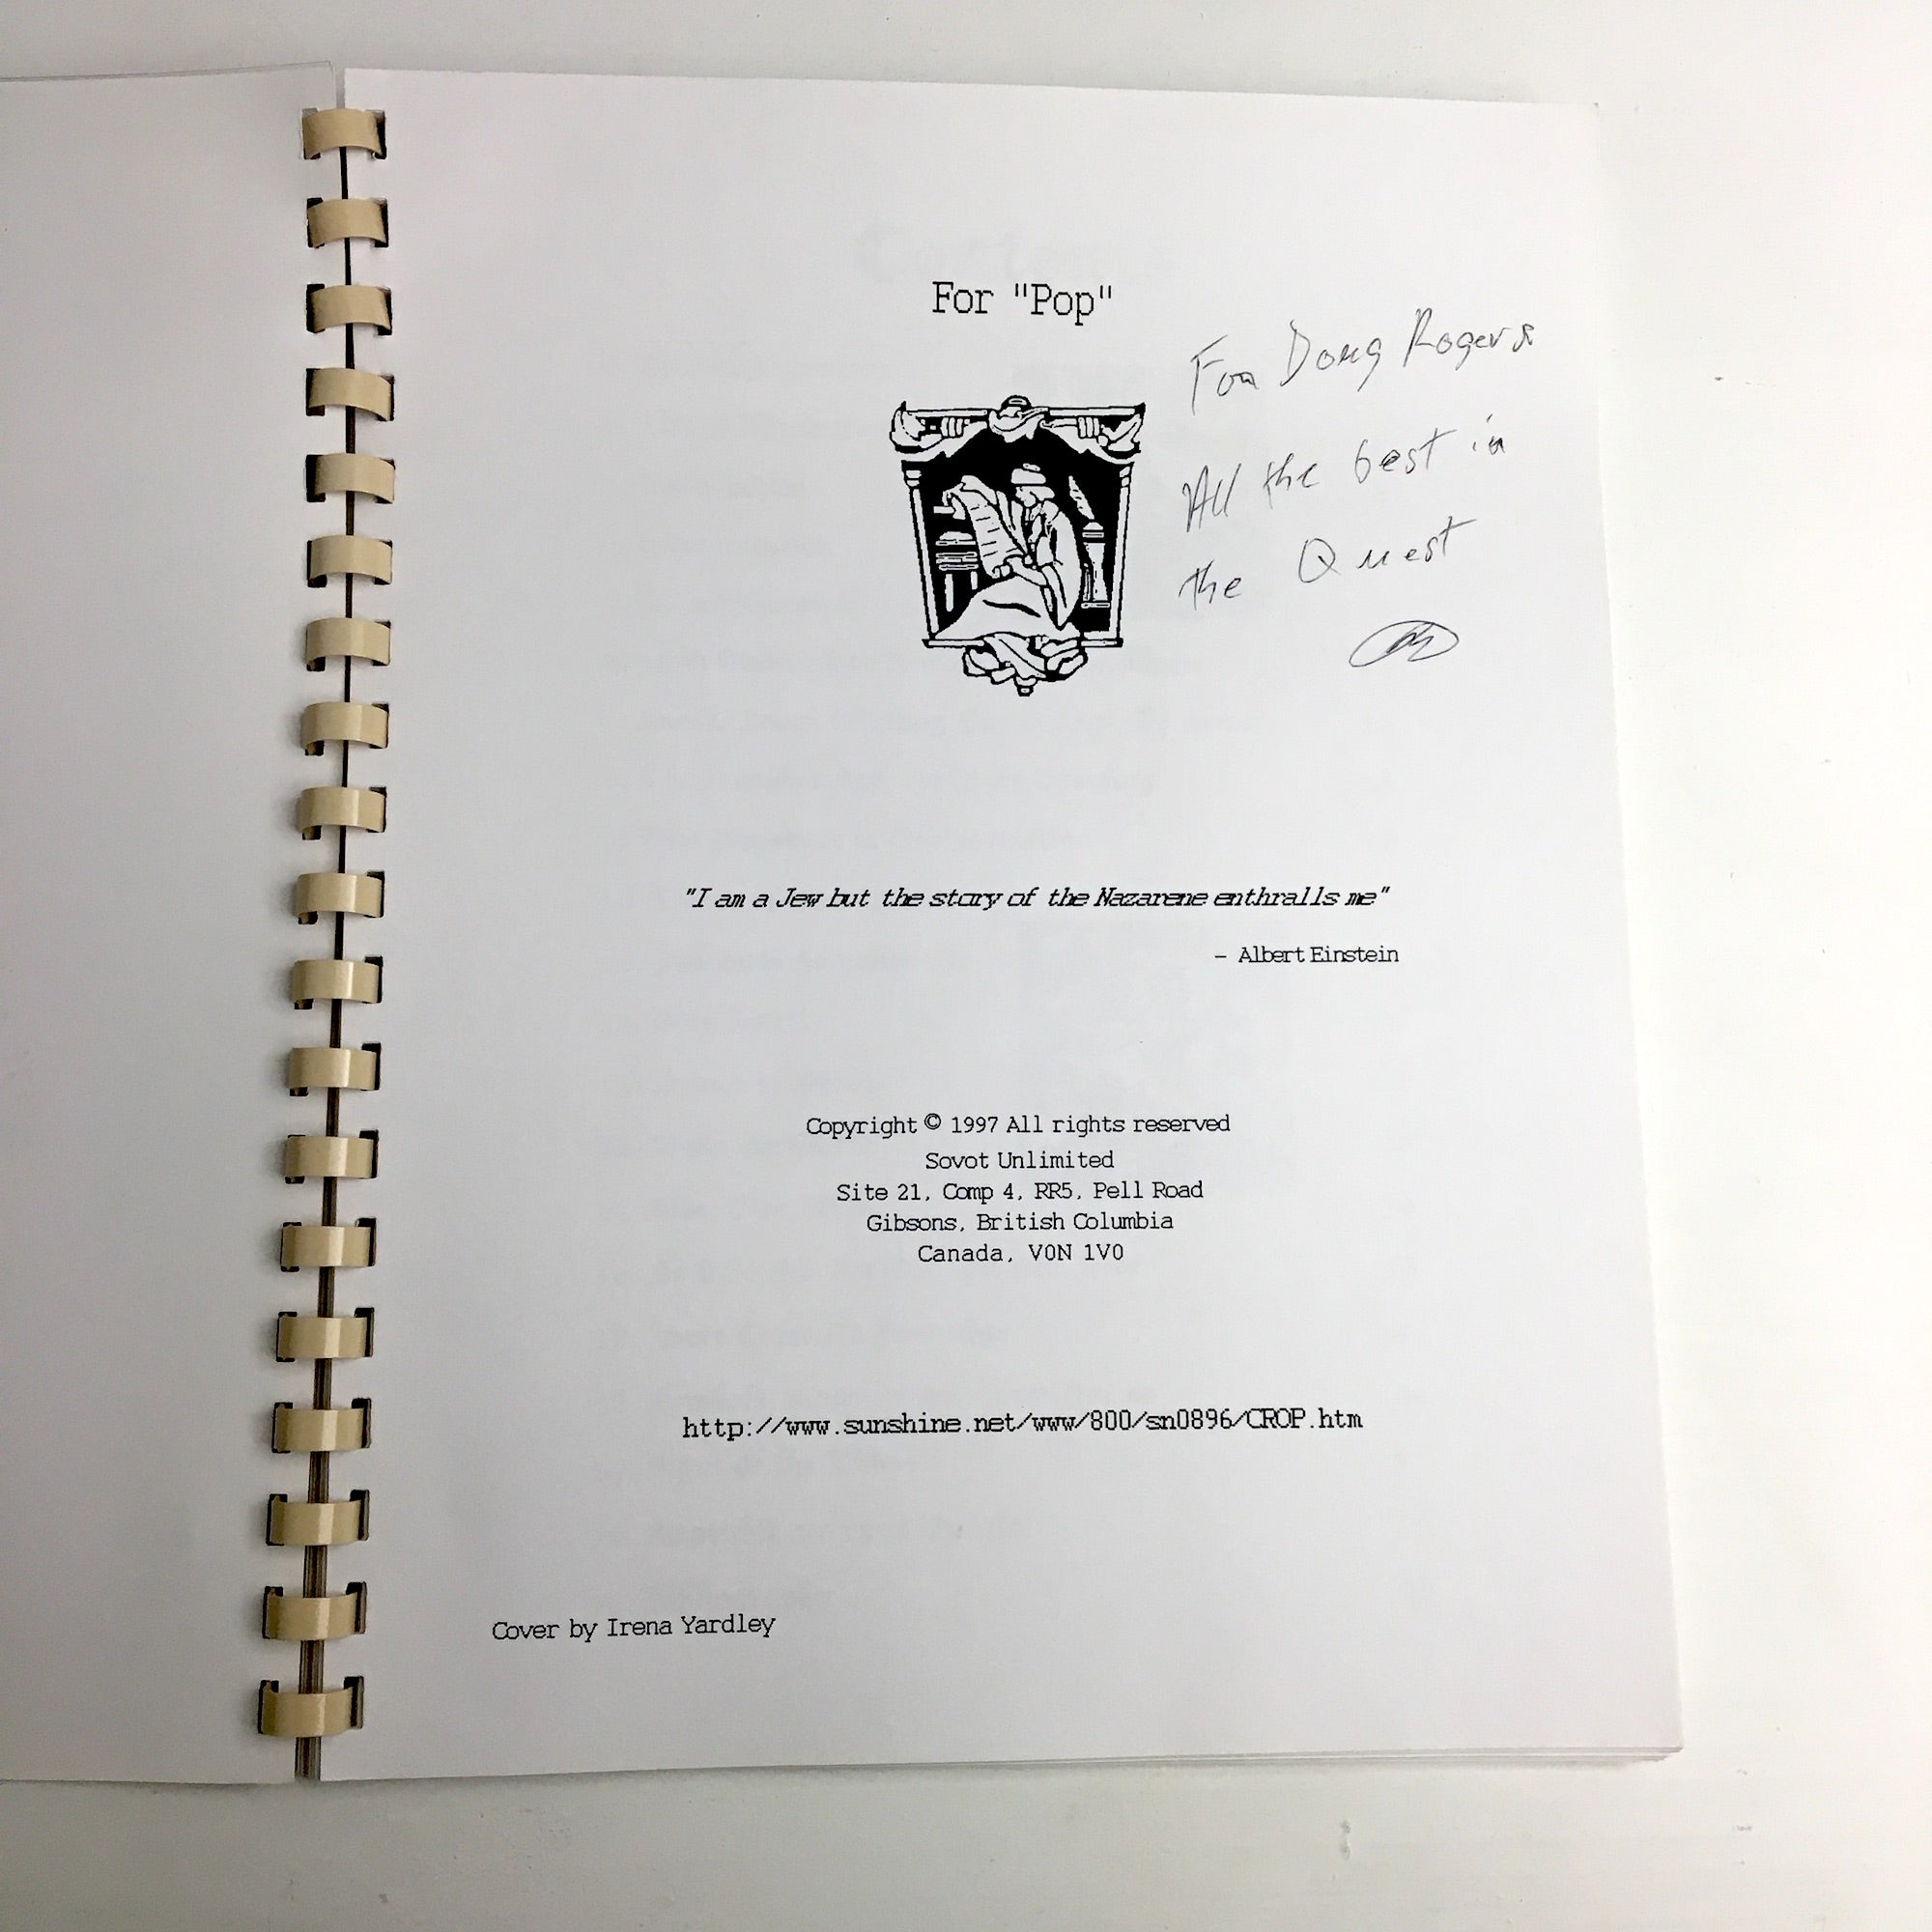 For "Pop"
For Doug Rogers
All the best in
the Quest
"I am a Jew but the story of the Nazarene enthralls me"
– Albert Einstein
Copyright © 1997 All rights reserved
Sovot Unlimited
Site 21, Comp 4, RR5, Pell Road
Gibsons, British Columbia
Canada, V0N 1V0
http://www.sunshine.net/www/800/sn0896/CROP.htm
Cover by Irena Yardley